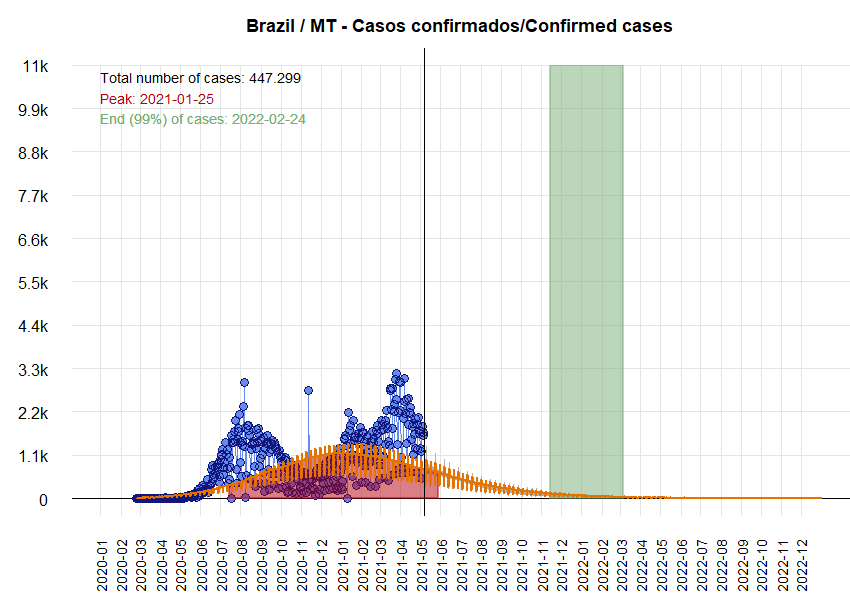 Brazil / MT - Casos confirmados/Confirmed cases
11k
Total number of cases: 447.299
Peak: 2021-01-25
End (99%) of cases: 2022-02-24
9.9k
8.8k
7.7k
6.6k
5.5k
4.4k
3.3k
2.2k
1.1k
0
2020-01
2020-02
2020-03
2020-04
2020-05
2020-06
2020-07
2020-08
2020-09
2020-10
2020-11
2020-12
2021-01
2021-02
2021-03
2021-04
2021-05
2021-06
2021-07
2021-08
2021-09
2021-10
2021-11
2021-12
2022-01
2022-02
2022-03
2022-04
2022-05
2022-06
2022-07
2022-08
2022-09
2022-10
2022-11
2022-12